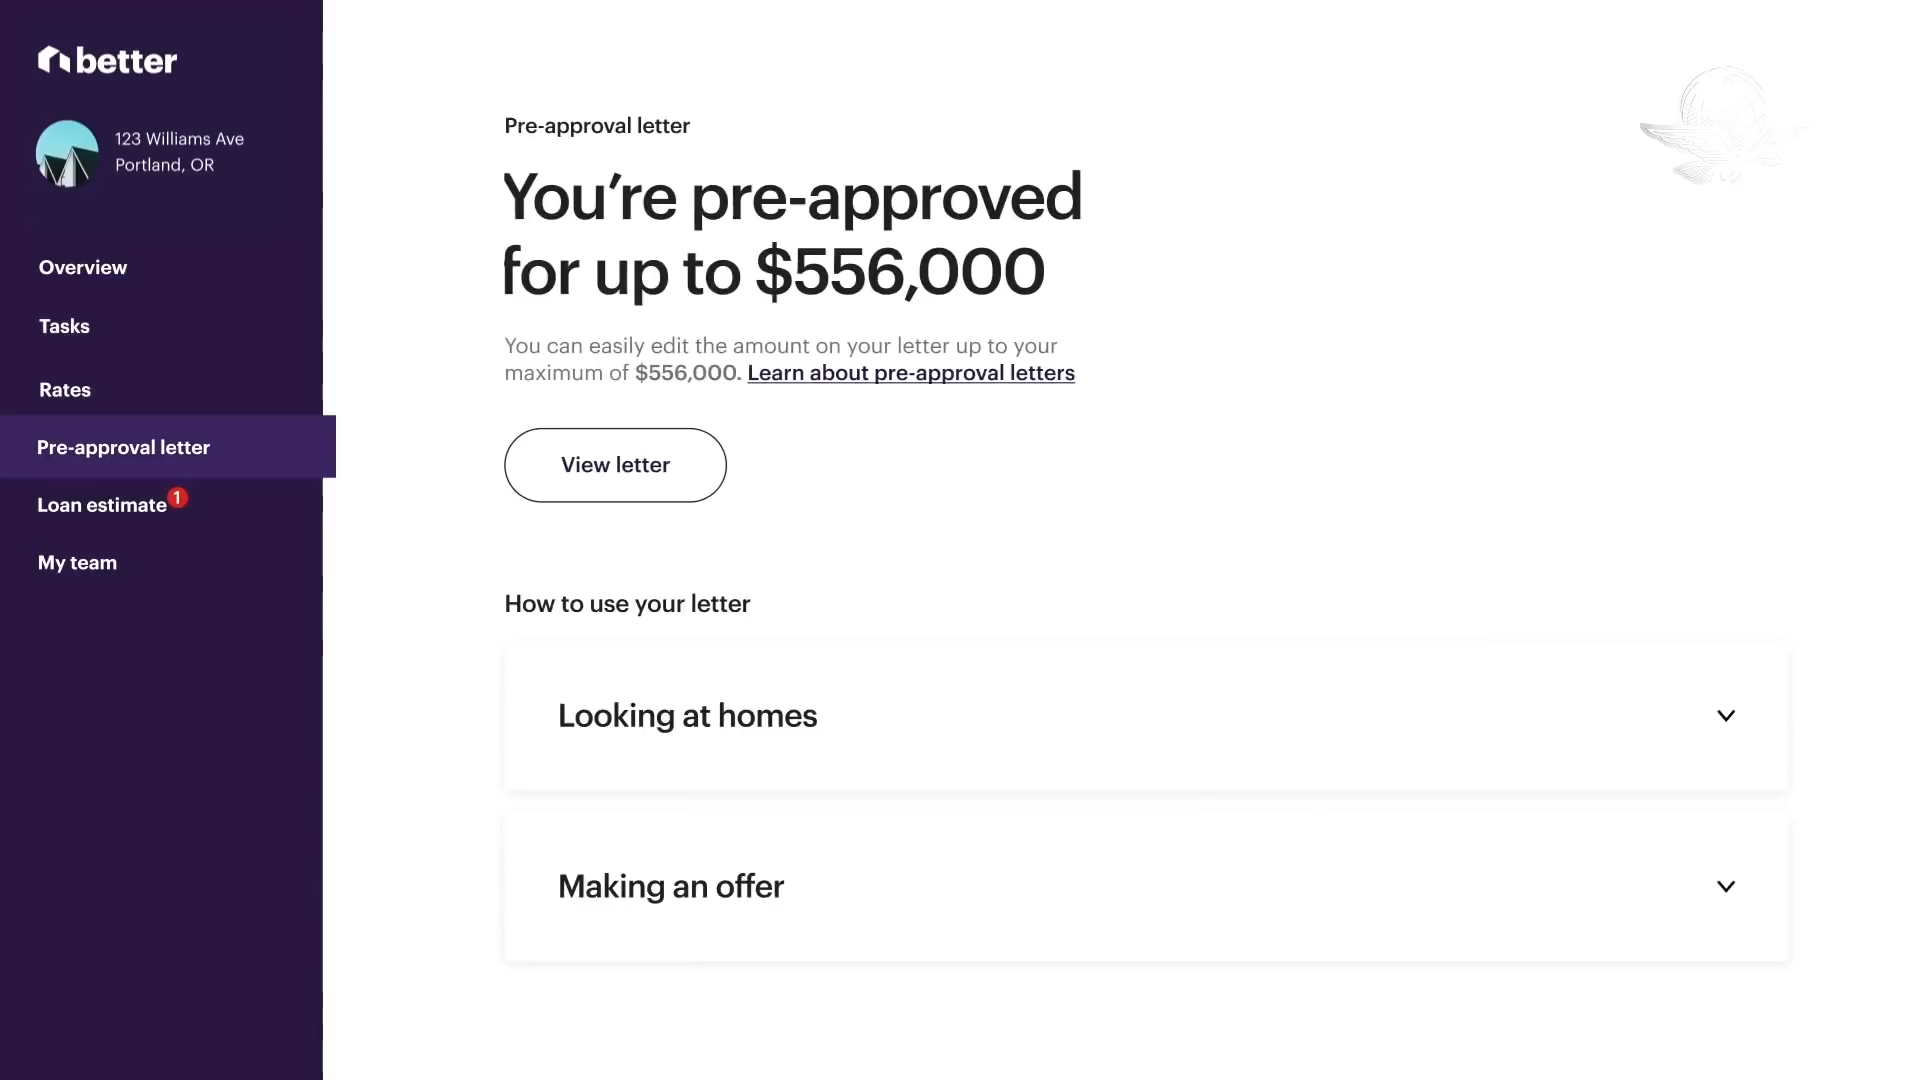 better
123 Williams Ave
Portland, OR
Overview
Tasks
Rates
Pre-approval letter
Loan estimate 1
My team
Pre-approval letter
You’re pre-approved
for up to $556,000
You can easily edit the amount on your letter up to your
maximum of $556,000. Learn about pre-approval letters
View letter
How to use your letter
Looking at homes
Making an offer